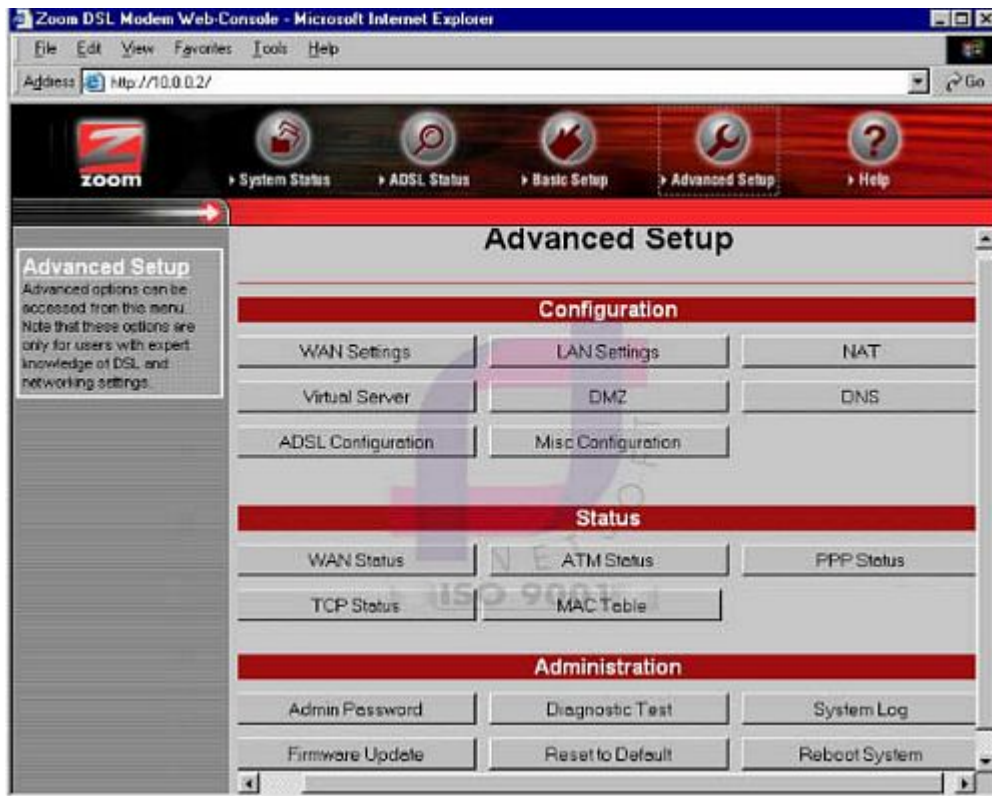 Zoom DSL Modem Web-Console - Microsoft Internet Explorer
File Edit View Favorites Tools Help
Address http://10.0.0.2/ Go
ZOOM
System Status ADSL Status Basic Setup Advanced Setup Help
Advanced Setup
Advanced Setup
Advanced options can be
accessed from this menu.
Note that these options are
only for users with expert
knowledge of DSL and
networking settings.
Configuration
WAN Settings LAN Settings NAT
Virtual Server DMZ DNS
ADSL Configuration Misc Configuration
Status
WAN Status ATM Status PPP Status
TCP Status MAC Table
ISO 9001
Administration
Admin Password Diagnostic Test System Log
Firmware Update Reset to Default Reboot System